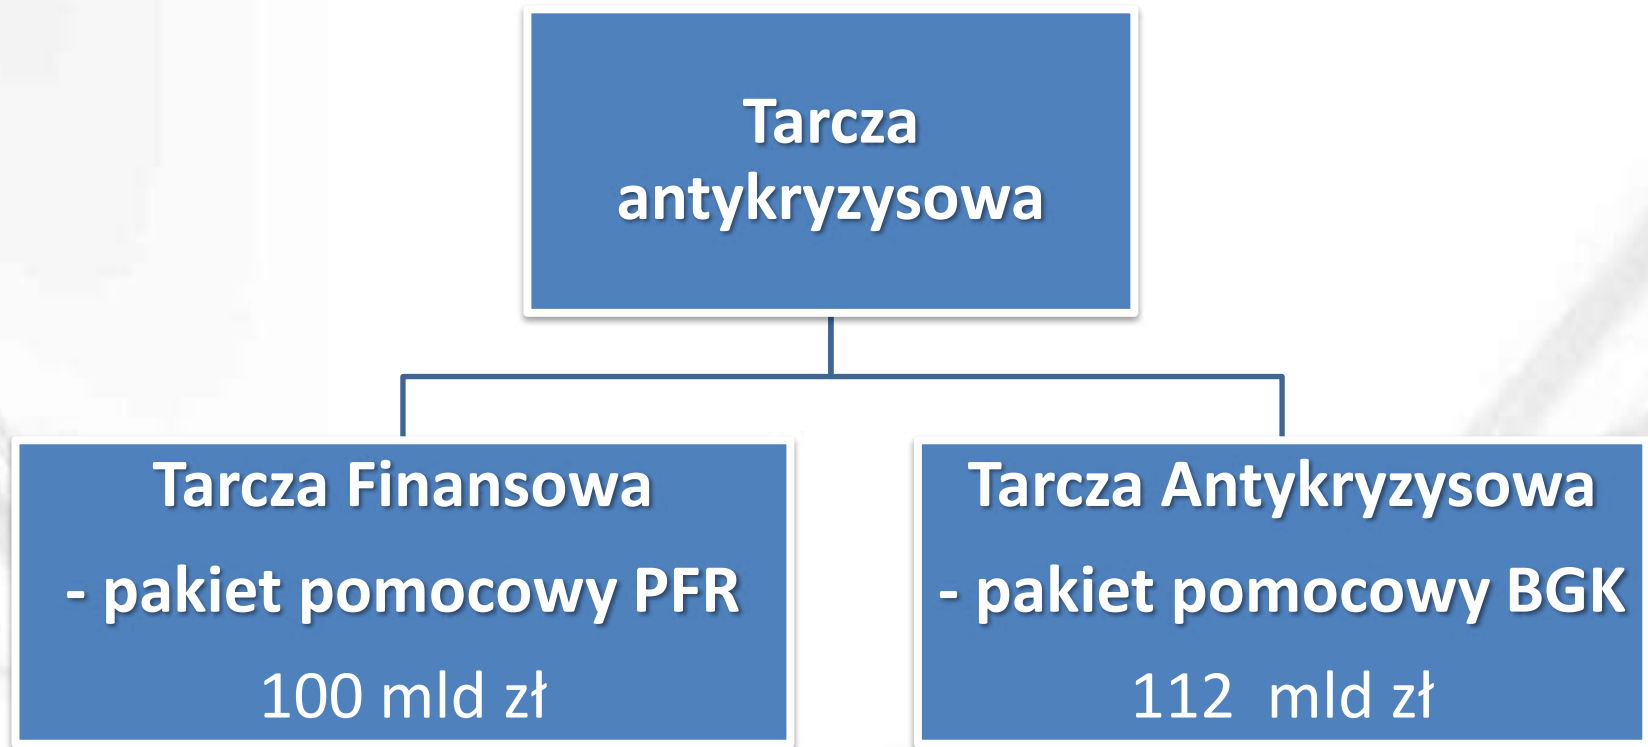 Tarcza
antykryzysowa
Tarcza Finansowa
- pakiet pomocowy PFR
100 mld zł
Tarcza Antykryzysowa
- pakiet pomocowy BGK
112  mld zł